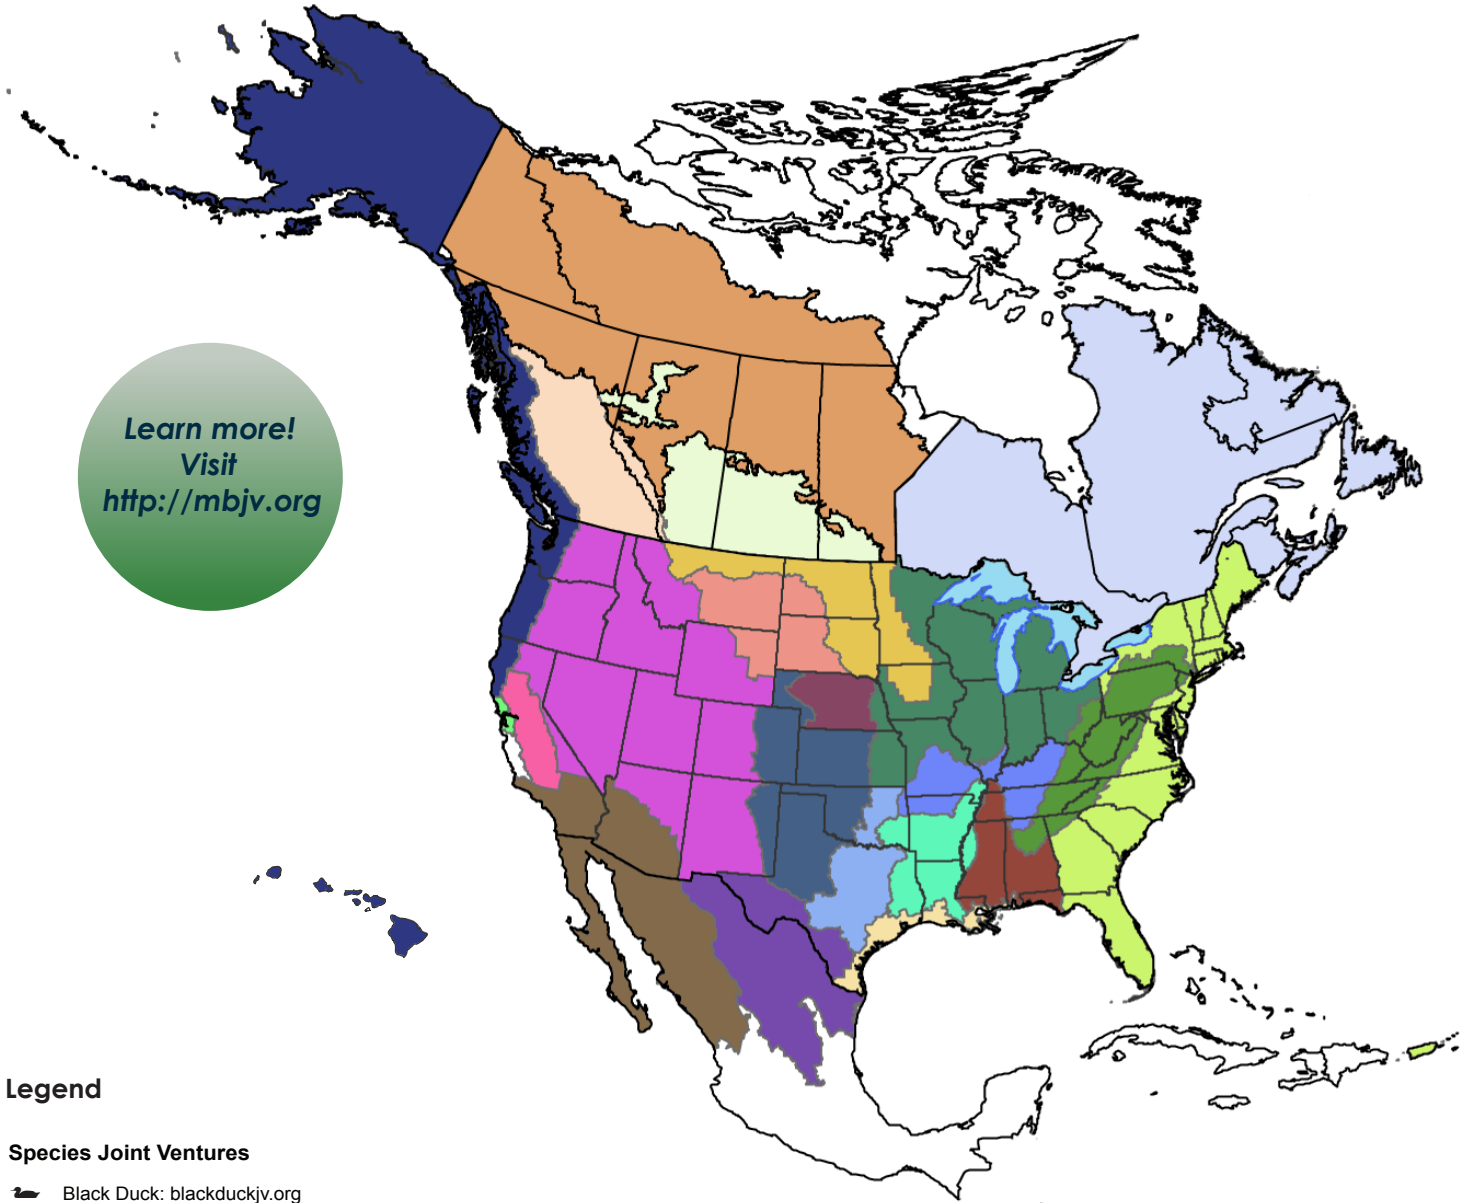 Learn more!
Visit
http://mbjv.org
Legend
Species Joint Ventures
Black Duck: blackduckjv.org